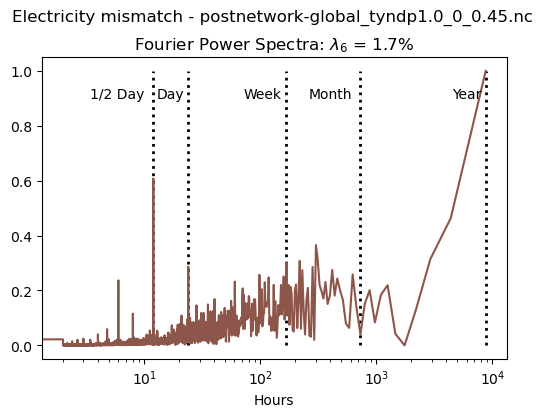 Electricity mismatch - postnetwork-global_tyndp1.0_0_0.45.nc
Fourier Power Spectra: λ₆ = 1.7%
1.0
0.8
0.6
0.4
0.2
0.0
1/2 Day
Day
Week
Month
Year
10¹
10²
10³
10⁴
Hours